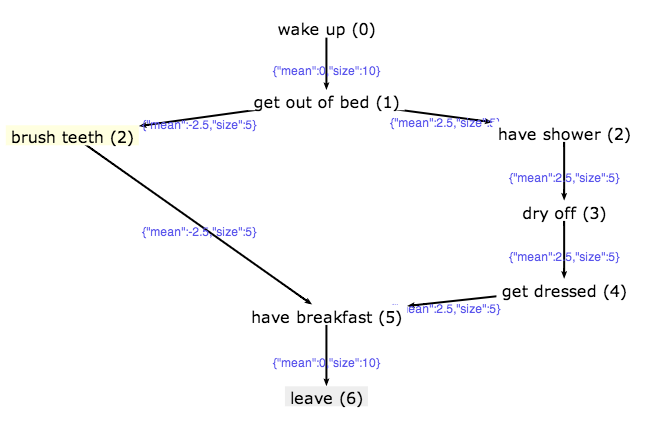 wake up (0)
{"mean":0,"size":10}
get out of bed (1)
{"mean":-2.5,"size":5}
{"mean":2.5,"size":5}
brush teeth (2)
have shower (2)
{"mean":2.5,"size":5}
dry off (3)
{"mean":-2.5,"size":5}
{"mean":2.5,"size":5}
get dressed (4)
mean":2.5,"size":5}
have breakfast (5)
{"mean":0,"size":10}
leave (6)